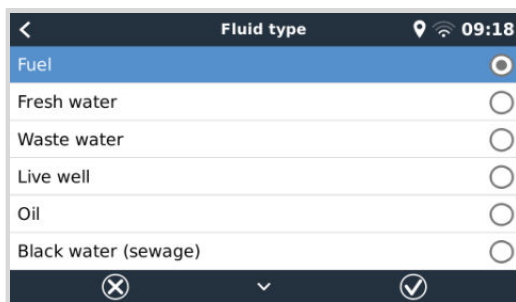 Fluid type 09:18
Fuel
Fresh water
Waste water
Live well
Oil
Black water (sewage)